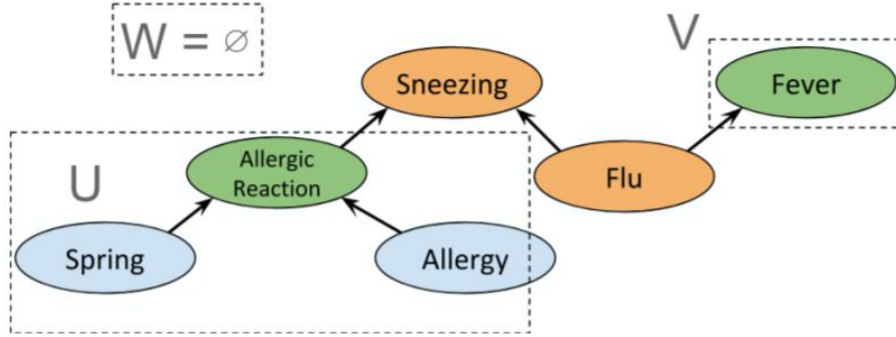 W = ∅
V
Sneezing
Fever
Allergic
Reaction
U
Flu
Spring
Allergy